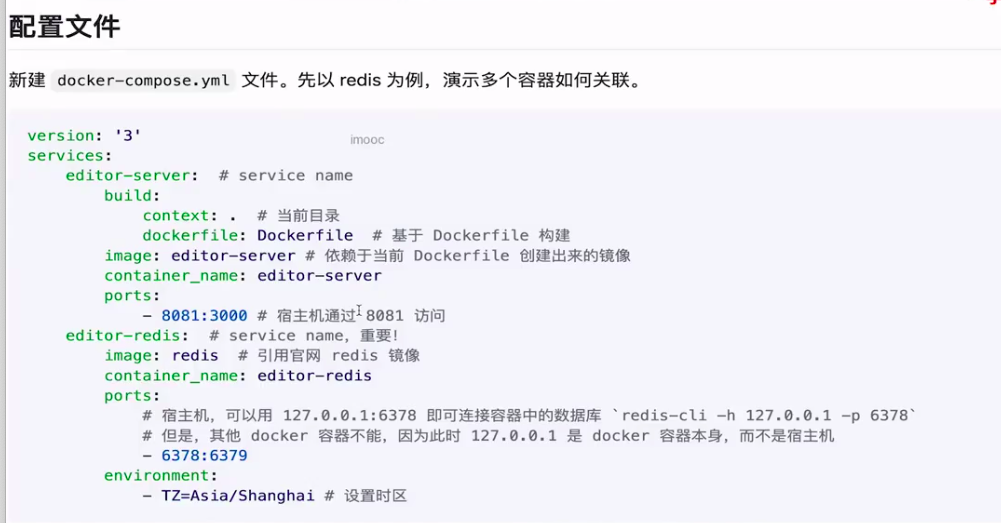 配置文件
新建 docker-compose.yml 文件。先以 redis 为例，演示多个容器如何关联。
imooc
version: '3'
services:
    editor-server:  # service name
        build:
            context: .  # 当前目录
            dockerfile: Dockerfile  # 基于 Dockerfile 构建
        image: editor-server # 依赖于当前 Dockerfile 创建出来的镜像
        container_name: editor-server
        ports:
            - 8081:3000 # 宿主机通过 8081 访问
    editor-redis:  # service name，重要！
        image: redis  # 引用官网 redis 镜像
        container_name: editor-redis
        ports:
            # 宿主机，可以用 127.0.0.1:6378 即可连接容器中的数据库 `redis-cli -h 127.0.0.1 -p 6378`
            # 但是，其他 docker 容器不能，因为此时 127.0.0.1 是 docker 容器本身，而不是宿主机
            - 6378:6379
        environment:
            - TZ=Asia/Shanghai # 设置时区